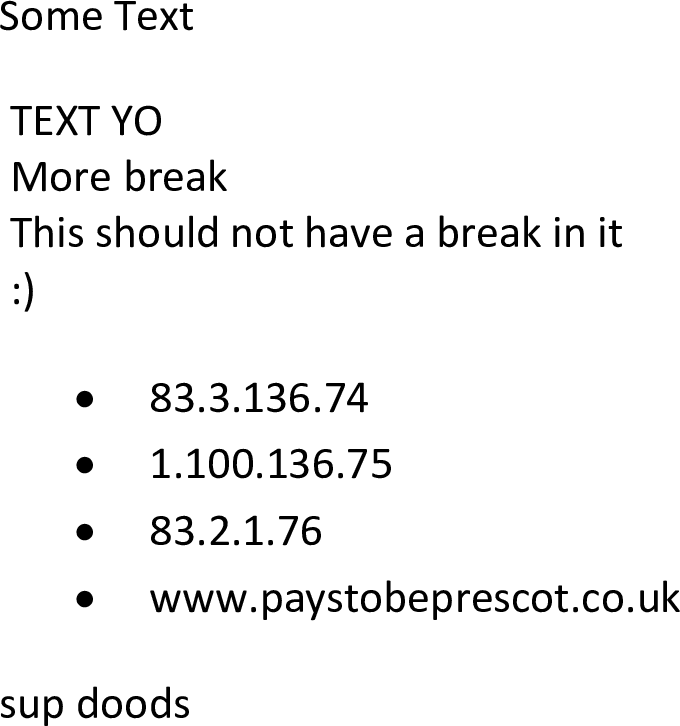 Some Text
TEXT YO
More break
This should not have a break in it
:)
• 83.3.136.74
• 1.100.136.75
• 83.2.1.76
• www.paystobeprescot.co.uk
sup doods